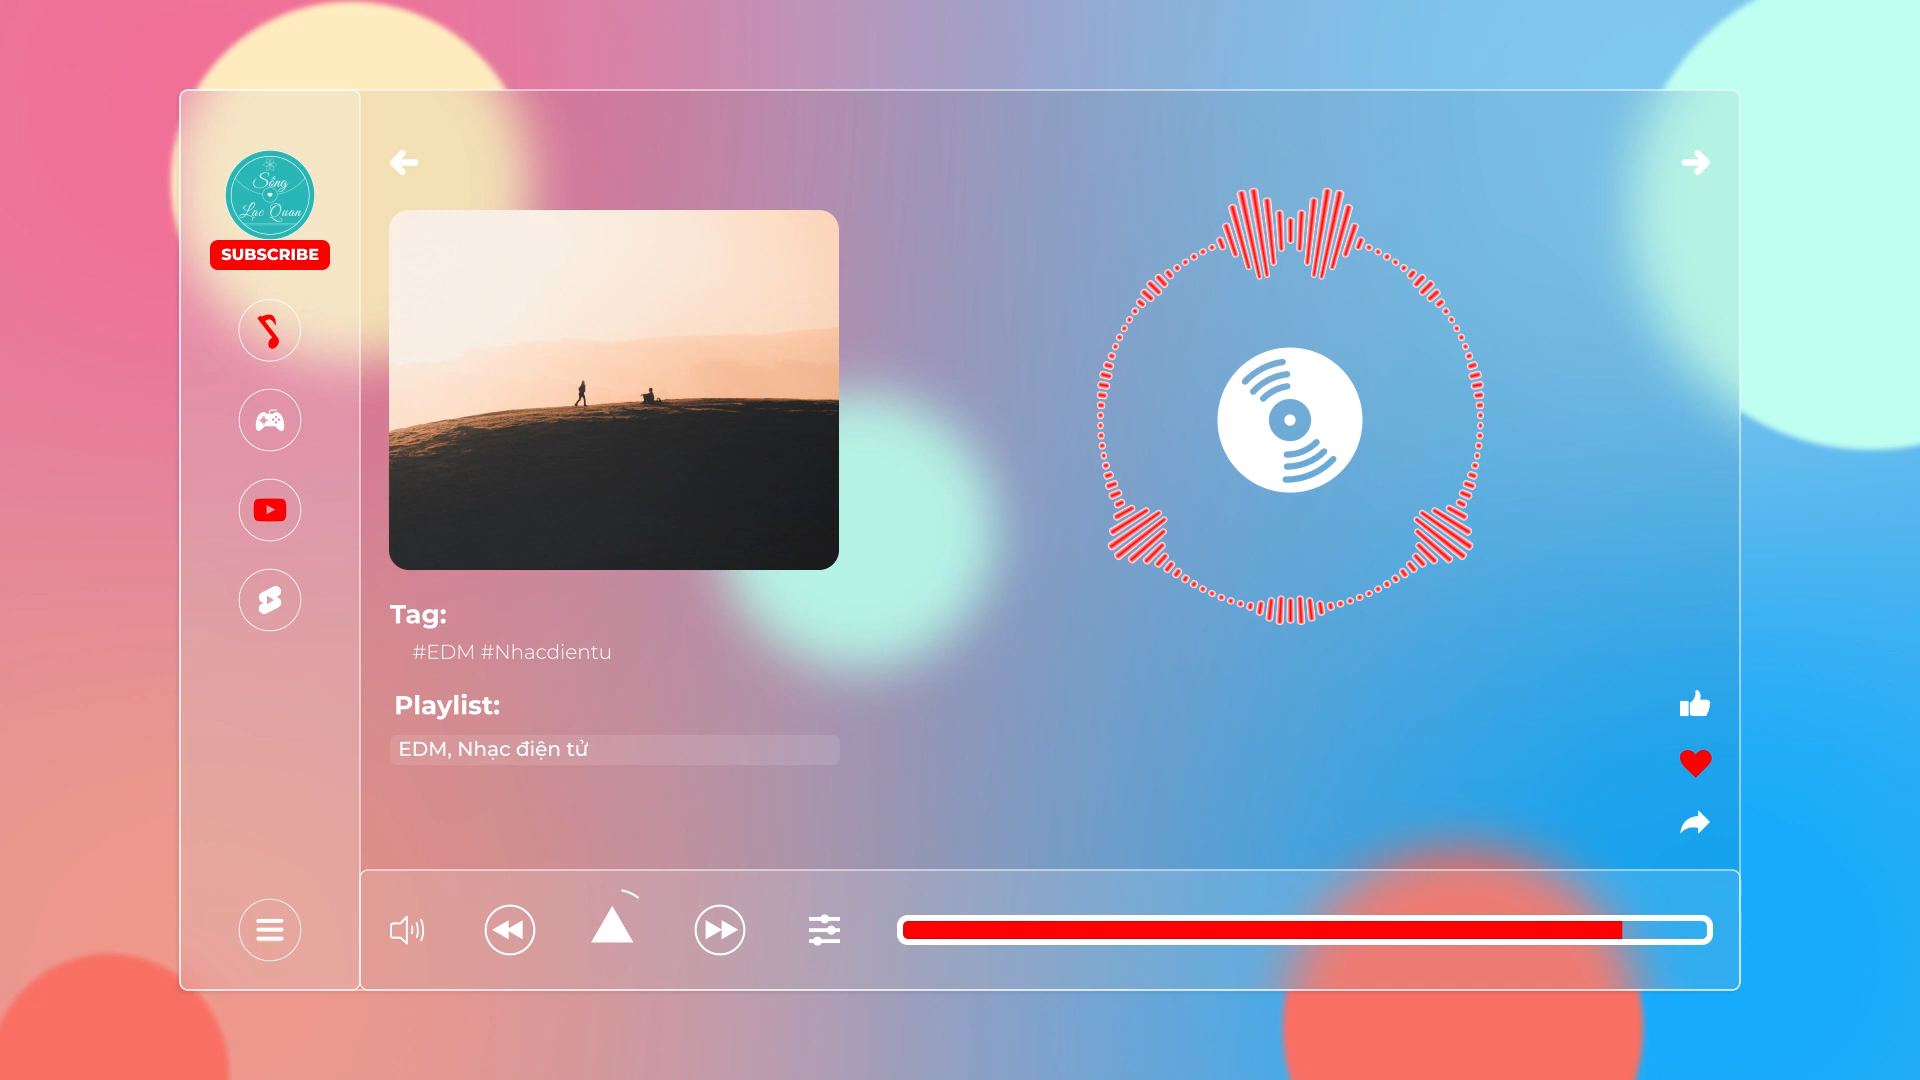 Sống
Lạc Quan
SUBSCRIBE
Tag:
#EDM #Nhacdientu
Playlist:
EDM, Nhạc điện tử